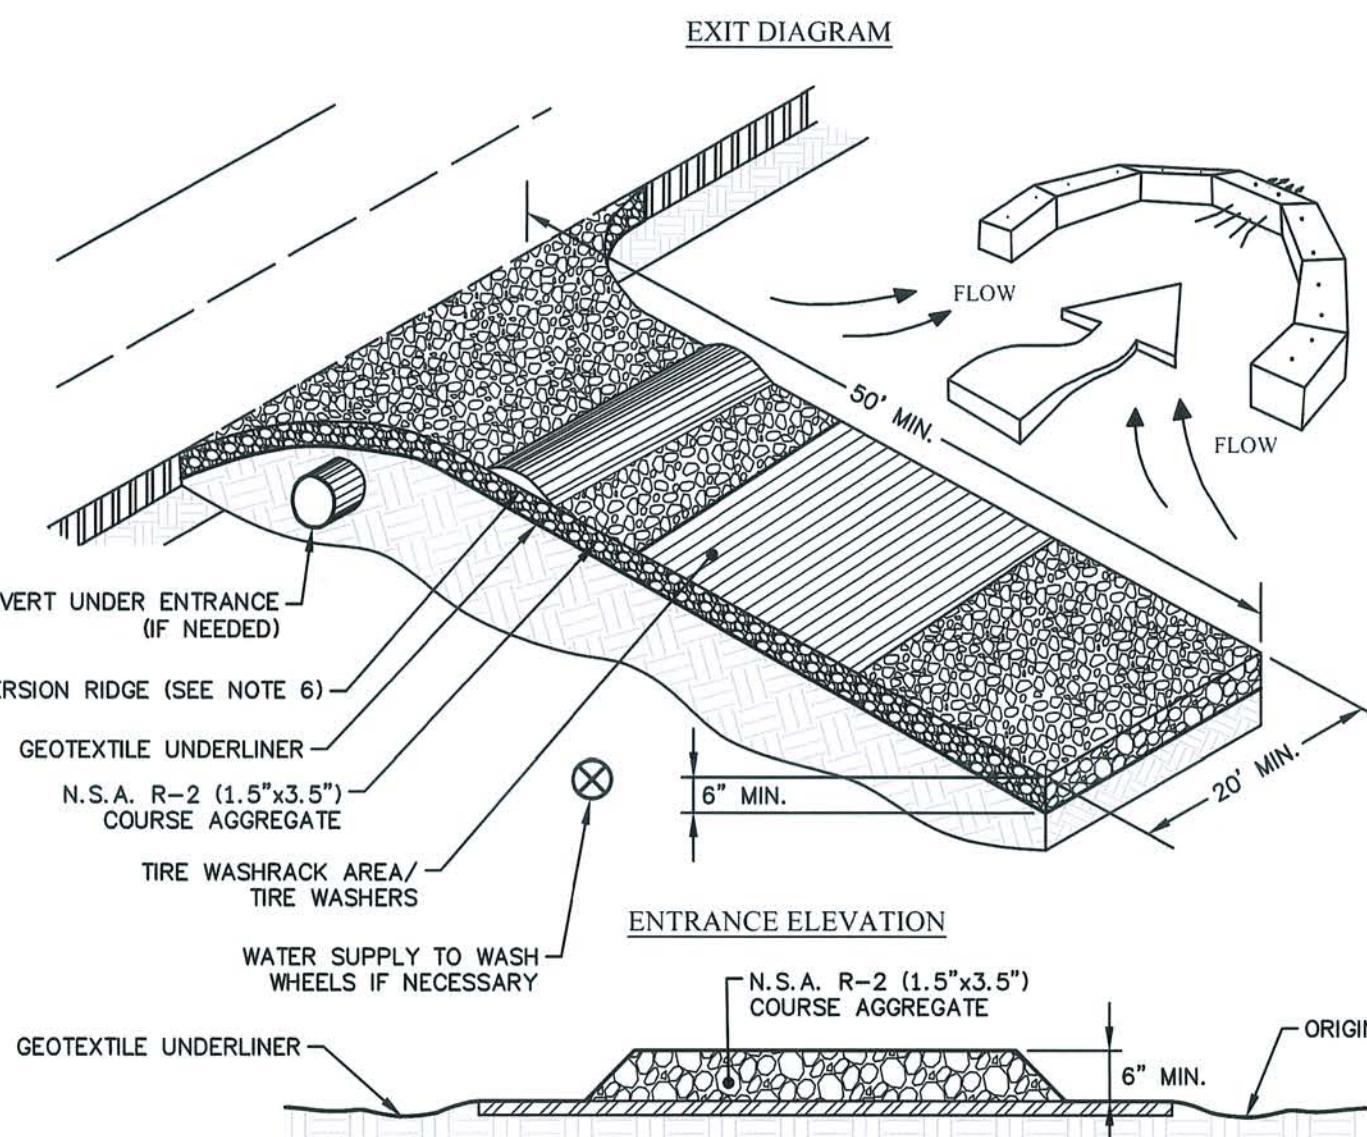 EXIT DIAGRAM
FLOW
50' MIN.
FLOW
VERT UNDER ENTRANCE
(IF NEEDED)
ERSION RIDGE (SEE NOTE 6)
GEOTEXTILE UNDERLINER
N.S.A. R-2 (1.5"x3.5")
COURSE AGGREGATE
6" MIN.
20' MIN.
TIRE WASHRACK AREA/
TIRE WASHERS
ENTRANCE ELEVATION
WATER SUPPLY TO WASH
WHEELS IF NECESSARY
N.S.A. R-2 (1.5"x3.5")
COURSE AGGREGATE
GEOTEXTILE UNDERLINER
6" MIN.
ORIGIN